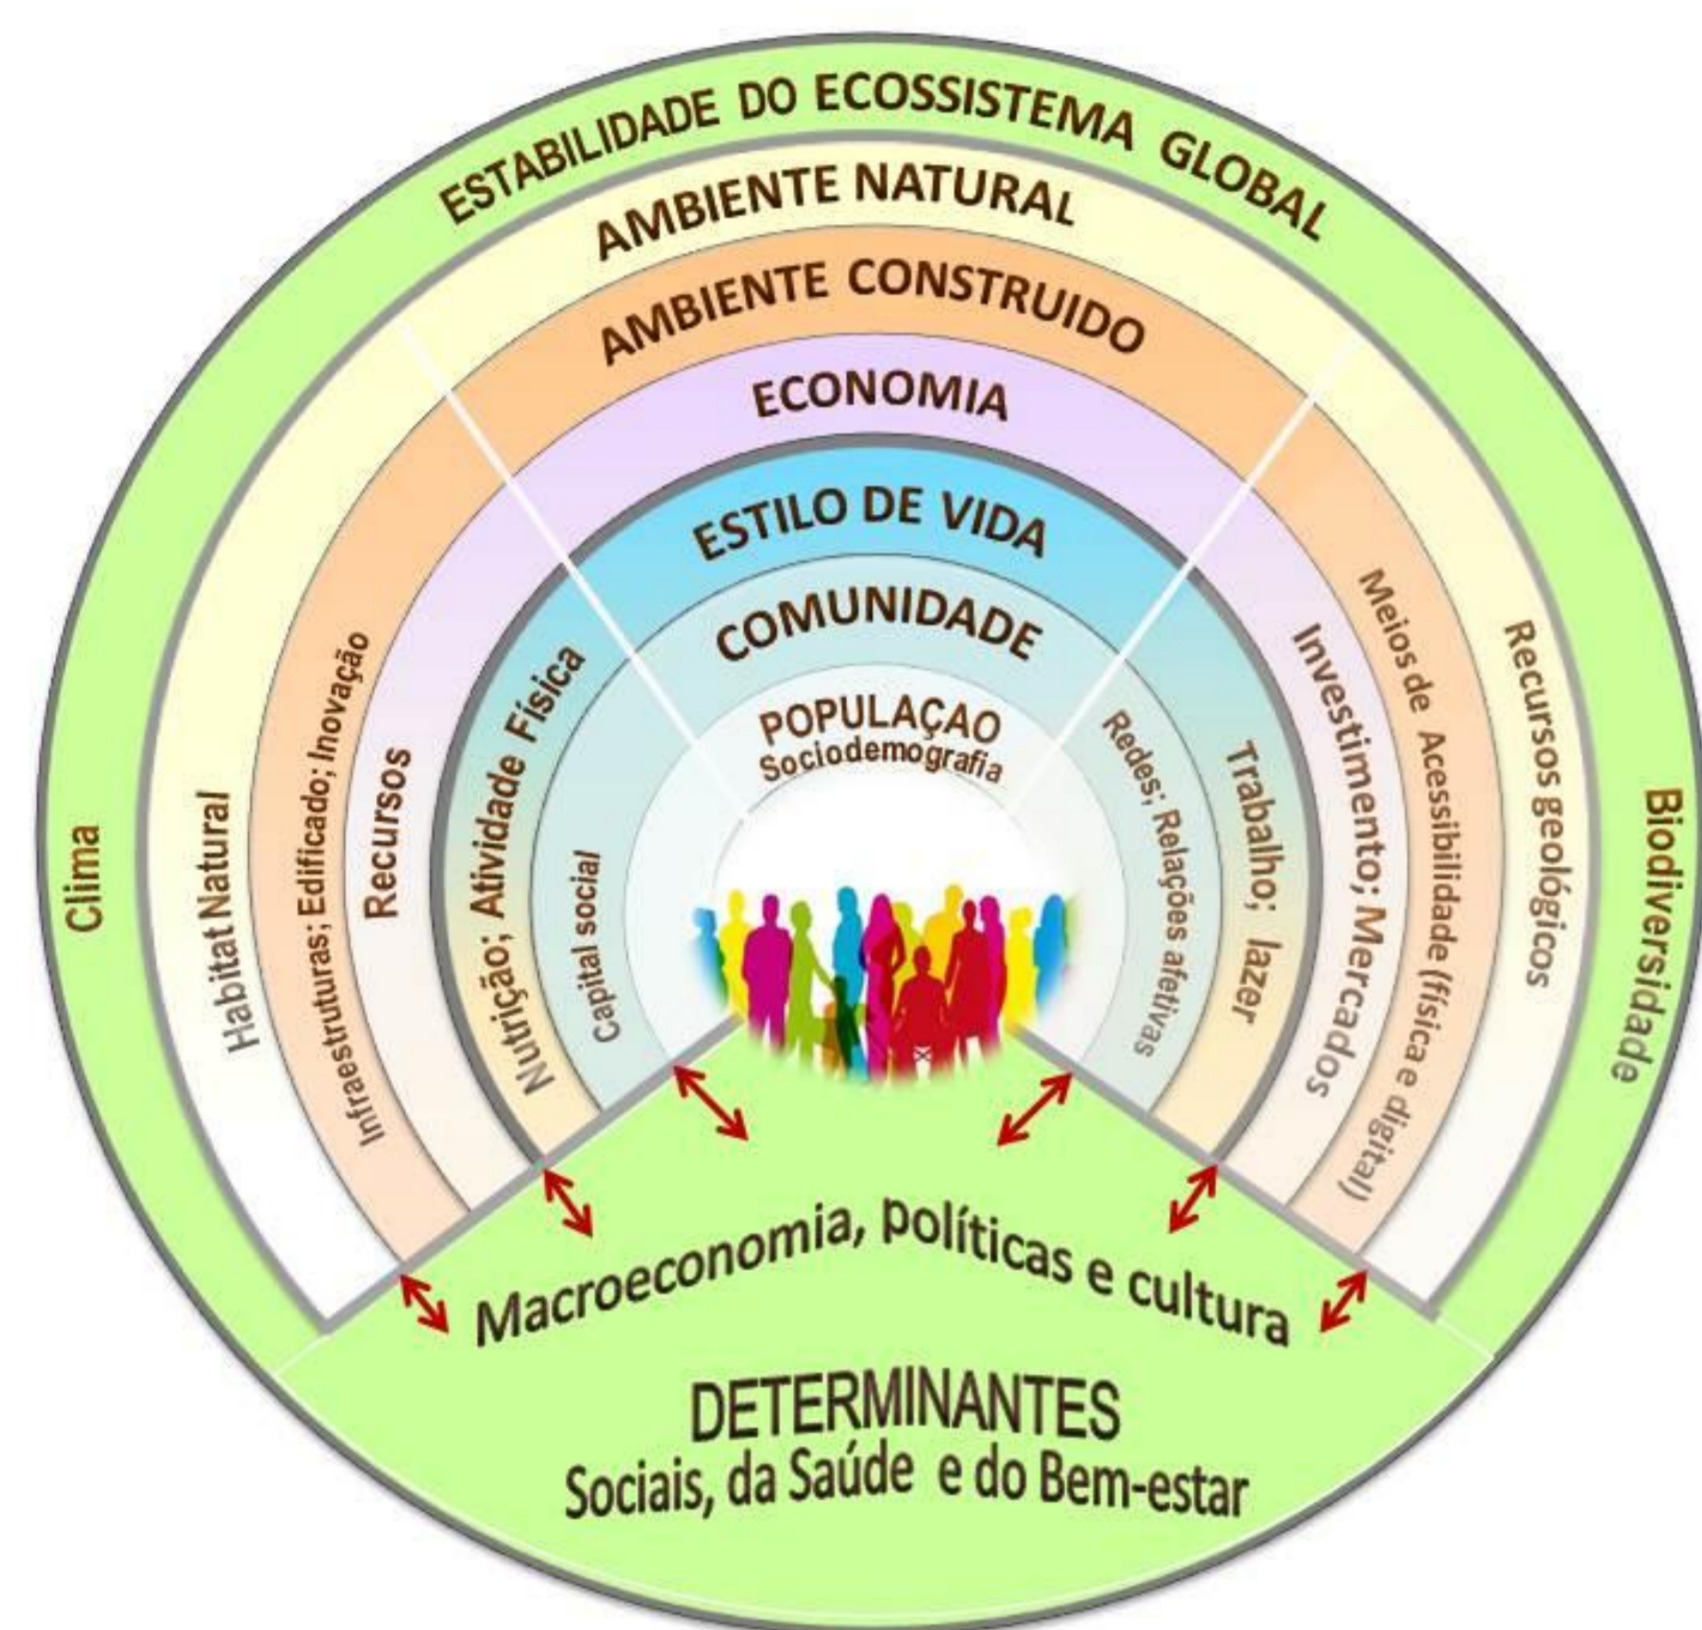 ESTABILIDADE DO ECOSSISTEMA GLOBAL
AMBIENTE NATURAL
AMBIENTE CONSTRUIDO
ECONOMIA
ESTILO DE VIDA
COMUNIDADE
POPULAÇAO
Sociodemografia
Clima
Habitat Natural
Infraestruturas; Edificado; Inovação
Recursos
Nutrição; Atividade Física
Capital social
Redes; Relações afetivas
Trabalho; lazer
Investimento; Mercados
Meios de Acessibilidade (física e digital)
Recursos geológicos
Biodiversidade
Macroeconomia, políticas e cultura
DETERMINANTES
Sociais, da Saúde e do Bem-estar